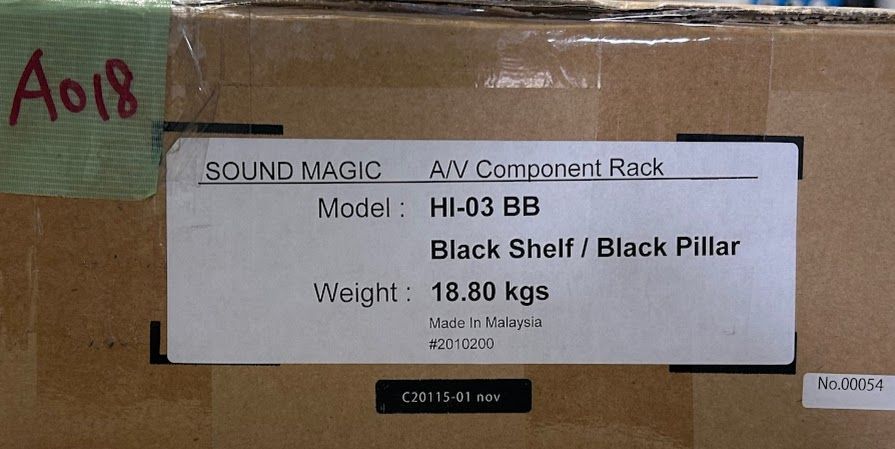 A018
SOUND MAGIC A/V Component Rack
Model : HI-03 BB
Black Shelf / Black Pillar
Weight : 18.80 kgs
Made In Malaysia
#2010200
C20115-01 nov
No.00054